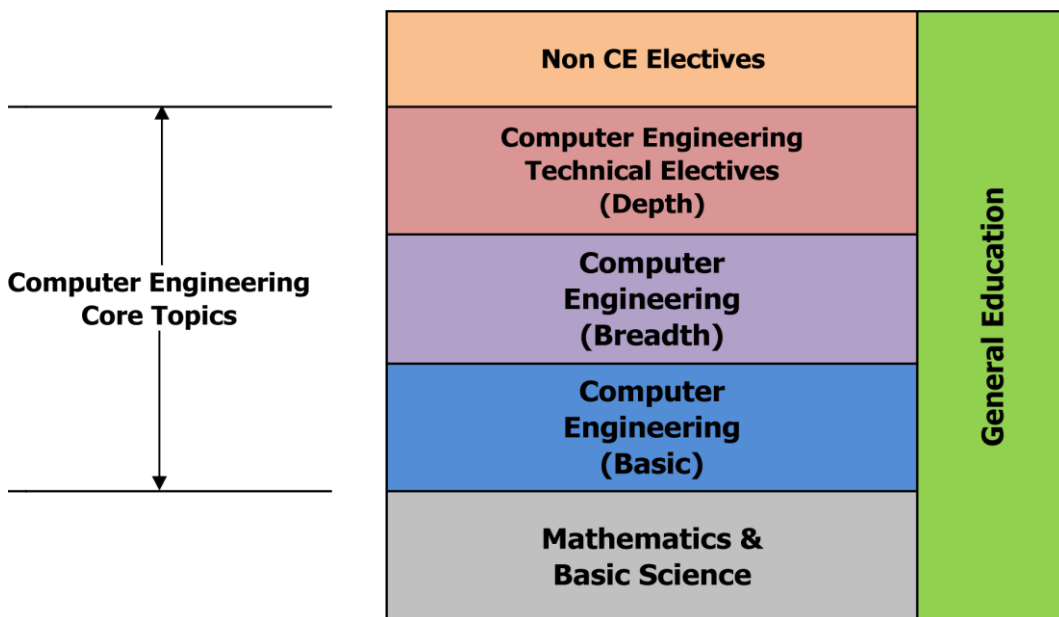 Non CE Electives
Computer Engineering
Technical Electives
(Depth)
Computer Engineering
Core Topics
Computer
Engineering
(Breadth)
Computer
Engineering
(Basic)
Mathematics &
Basic Science
General Education